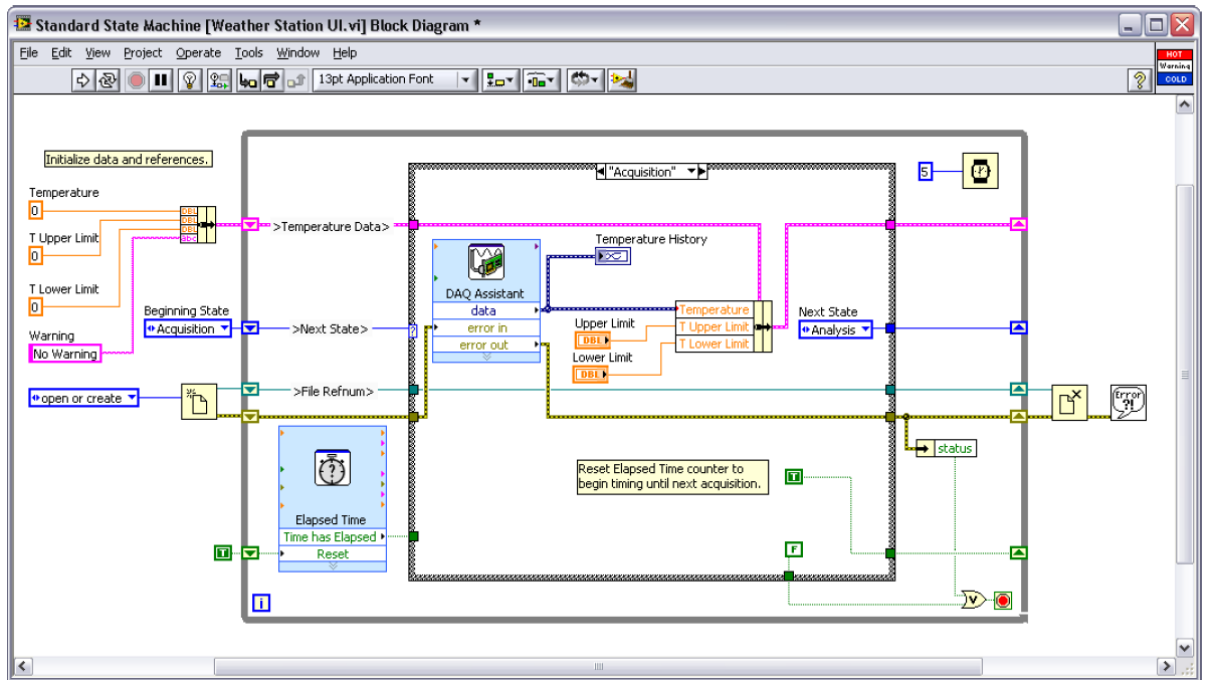 Standard State Machine [Weather Station UI.vi] Block Diagram *
File Edit View Project Operate Tools Window Help
13pt Application Font
?
HOT
Warning
COLD
Initialize data and references.
Temperature
0
T Upper Limit
0
T Lower Limit
0
Warning
No Warning
DBL
DBL
DBL
abc
Beginning State
Acquisition
open or create
>Temperature Data>
>Next State>
>File Refnum>
"Acquisition"
5
?
DAQ Assistant
data
error in
error out
Temperature History
Upper Limit
DBL
Lower Limit
DBL
Temperature
T Upper Limit
T Lower Limit
Next State
Analysis
Error
?!
status
?
Elapsed Time
Time has Elapsed
Reset
T
Reset Elapsed Time counter to
begin timing until next acquisition.
T
F
i
V